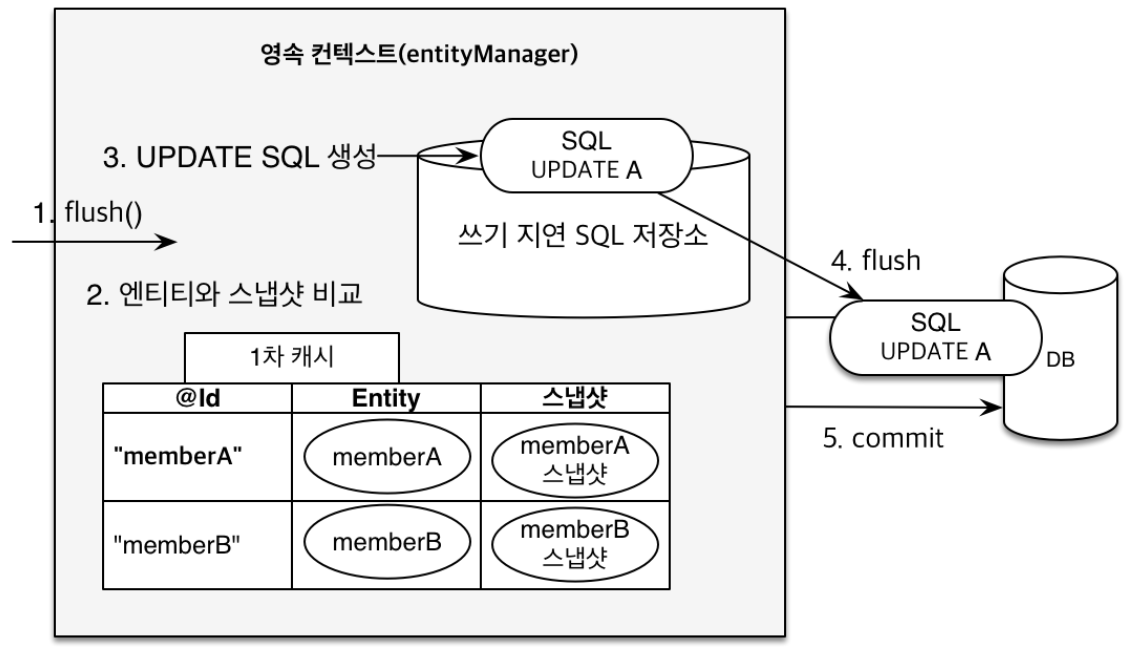 영속 컨텍스트(entityManager)
3. UPDATE SQL 생성
SQL
UPDATE A
1. flush()
쓰기 지연 SQL 저장소
2. 엔티티와 스냅샷 비교
4. flush
SQL
UPDATE A
DB
1차 캐시
@Id Entity 스냅샷
5. commit
"memberA" memberA memberA
스냅샷
"memberB" memberB memberB
스냅샷